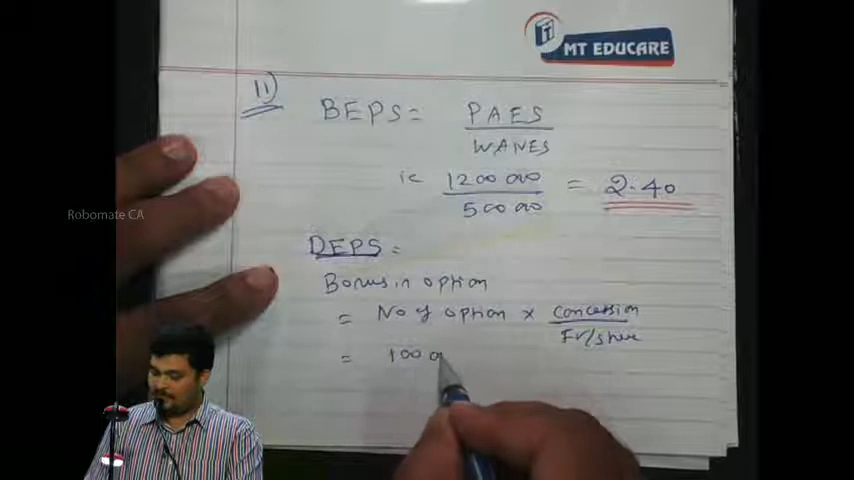 MT EDUCARE
11)
BEPS = PAES
WANES
ie 1200000 = 2.40
500000
Robomate CA
DEPS =
Bonus in option
= No of option × concession
FV/share
= 1000